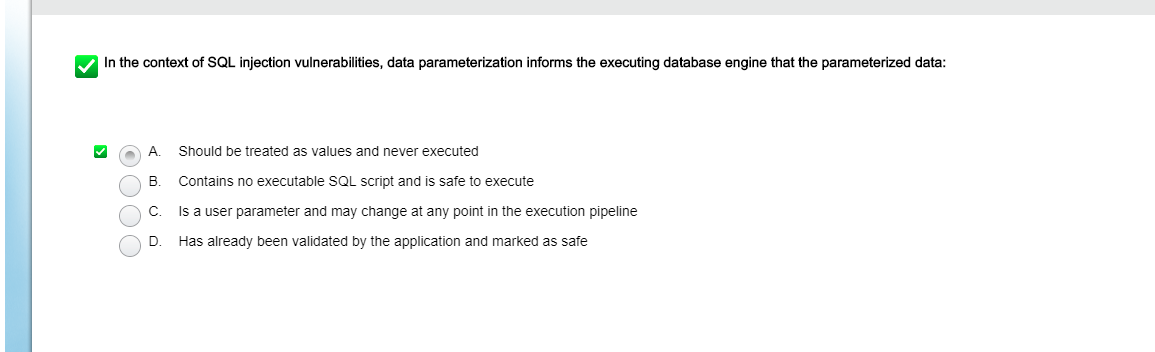 In the context of SQL injection vulnerabilities, data parameterization informs the executing database engine that the parameterized data:
A. Should be treated as values and never executed
B. Contains no executable SQL script and is safe to execute
C. Is a user parameter and may change at any point in the execution pipeline
D. Has already been validated by the application and marked as safe